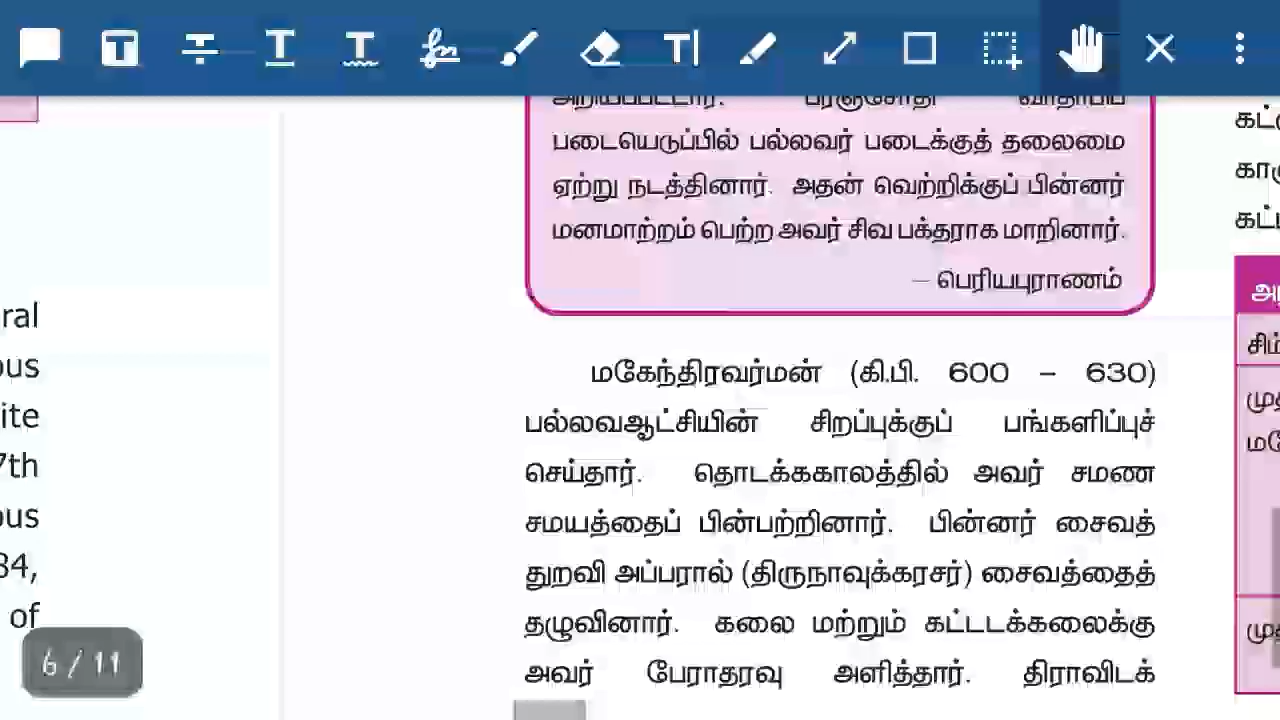 ral
ous
ite
7th
ous
84,
of
6 / 11
படையெடுப்பில் பல்லவர் படைக்குத் தலைமை
ஏற்று நடத்தினார். அதன் வெற்றிக்குப் பின்னர்
மனமாற்றம் பெற்ற அவர் சிவ பக்தராக மாறினார்.
– பெரியபுராணம்
மகேந்திரவர்மன் (கி.பி. 600 – 630)
பல்லவஆட்சியின் சிறப்புக்குப் பங்களிப்புச்
செய்தார். தொடக்ககாலத்தில் அவர் சமண
சமயத்தைப் பின்பற்றினார். பின்னர் சைவத்
துறவி அப்பரால் (திருநாவுக்கரசர்) சைவத்தைத்
தழுவினார். கலை மற்றும் கட்டடக்கலைக்கு
அவர் பேராதரவு அளித்தார். திராவிடக்